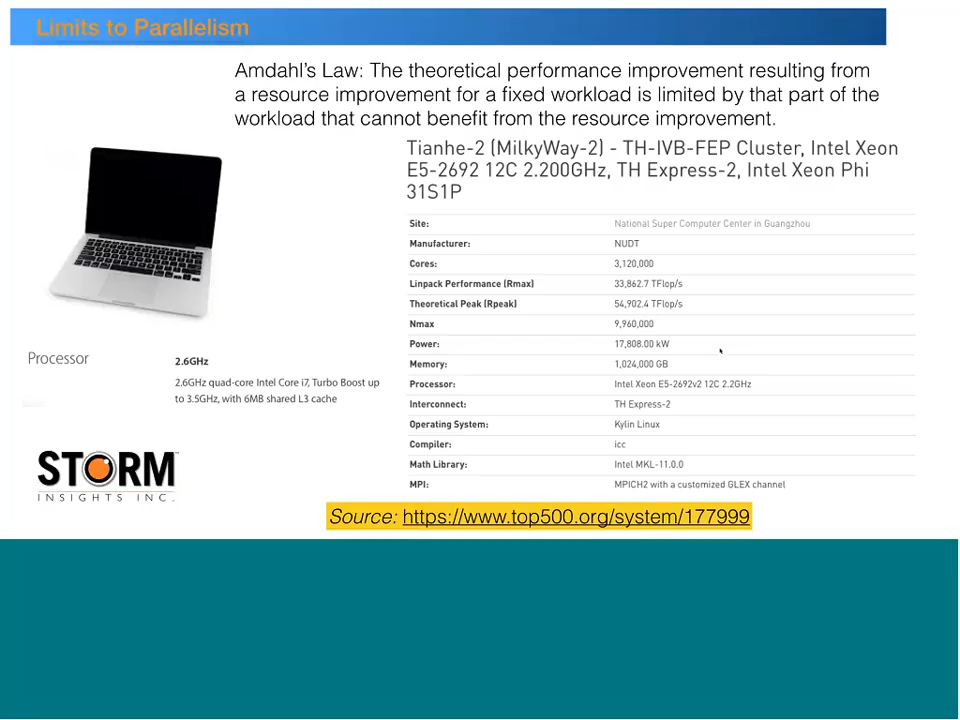 Limits to Parallelism
Amdahl's Law: The theoretical performance improvement resulting from
a resource improvement for a fixed workload is limited by that part of the
workload that cannot benefit from the resource improvement.
Tianhe-2 (MilkyWay-2) - TH-IVB-FEP Cluster, Intel Xeon
E5-2692 12C 2.200GHz, TH Express-2, Intel Xeon Phi
31S1P
Site: National Super Computer Center in Guangzhou
Manufacturer: NUDT
Cores: 3,120,000
Linpack Performance (Rmax) 33,862.7 TFlop/s
Theoretical Peak (Rpeak) 54,902.4 TFlop/s
Nmax 9,960,000
Power: 17,808.00 kW
Memory: 1,024,000 GB
Processor: Intel Xeon E5-2692v2 12C 2.2GHz
Interconnect: TH Express-2
Operating System: Kylin Linux
Compiler: icc
Math Library: Intel MKL-11.0.0
MPI: MPICH2 with a customized GLEX channel
Processor 2.6GHz
2.6GHz quad-core Intel Core i7, Turbo Boost up
to 3.5GHz, with 6MB shared L3 cache
STORM™
INSIGHTS INC.
Source: https://www.top500.org/system/177999